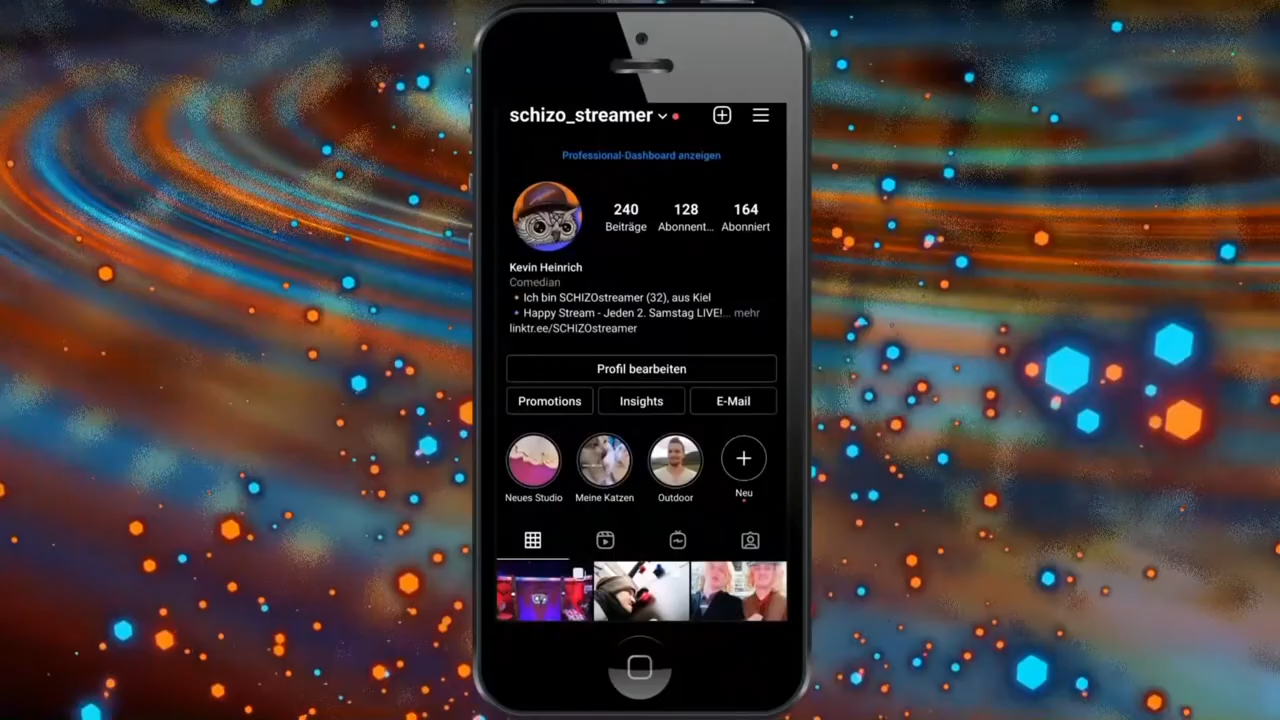 schizo_streamer
Professional-Dashboard anzeigen
240 128 164
Beiträge Abonnent... Abonniert
Kevin Heinrich
Comedian
Ich bin SCHIZOstreamer (32), aus Kiel
Happy Stream - Jeden 2. Samstag LIVE!... mehr
linktr.ee/SCHIZOstreamer
Profil bearbeiten
Promotions Insights E-Mail
Neues Studio Meine Katzen Outdoor Neu